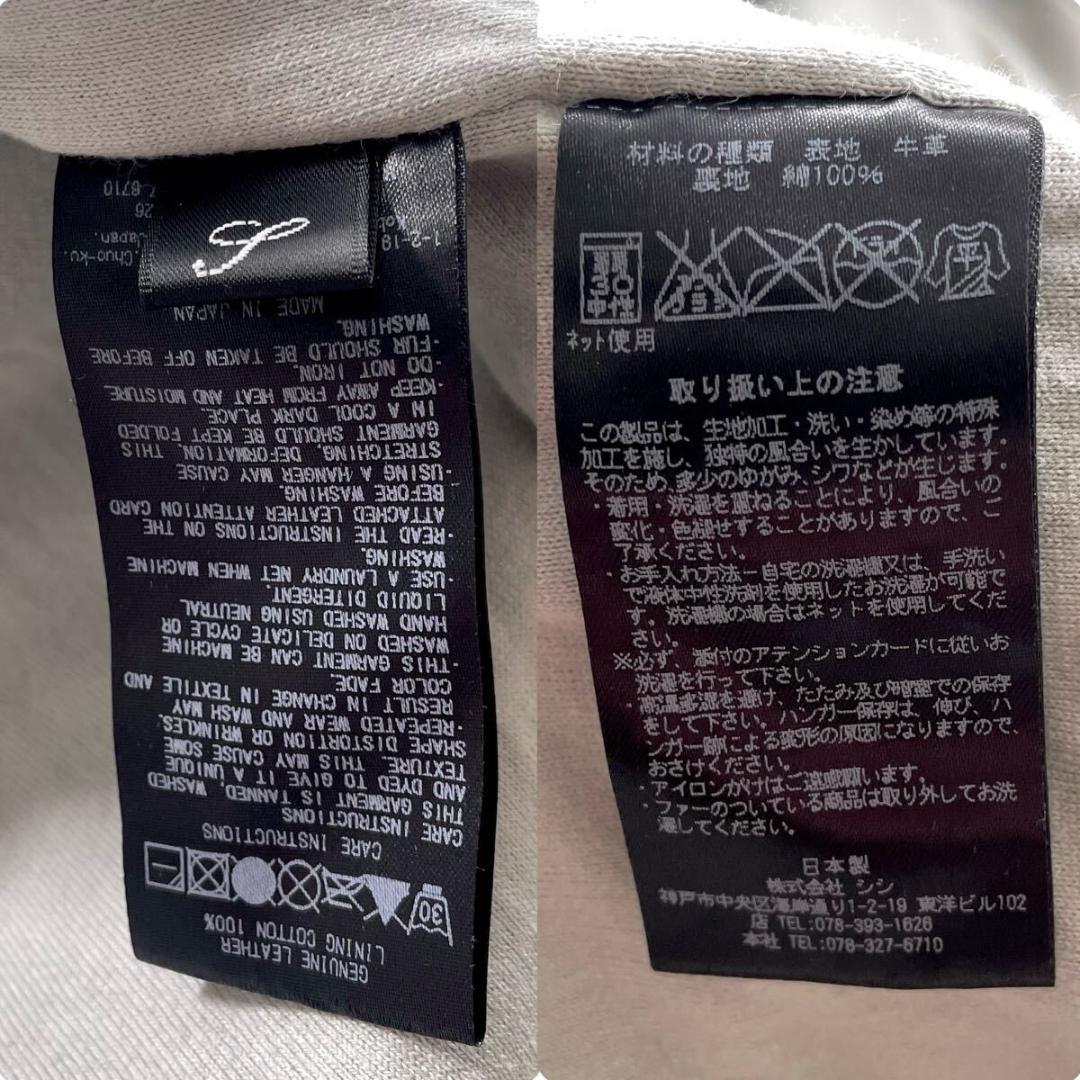 GENUINE LEATHER
LINING COTTON 100%
30
CARE INSTRUCTIONS
CARE INSTRUCTIONS
THIS GARMENT IS TANNED, WASHED
AND DYED TO GIVE IT A UNIQUE
TEXTURE. THIS MAY CAUSE SOME
SHAPE DISTORTION OR WRINKLES.
·REPEATED WEAR AND WASH MAY
RESULT IN CHANGE IN TEXTILE AND
COLOR FADE.
·THIS GARMENT CAN BE MACHINE
WASHED ON DELICATE CYCLE OR
HAND WASHED USING NEUTRAL
LIQUID DITERGENT.
·USE A LAUNDRY NET WHEN MACHINE
WASHING.
·READ THE INSTRUCTIONS ON THE
ATTACHED LEATHER ATTENTION CARD
BEFORE WASHING.
·USING A HANGER MAY CAUSE
STRETCHING. DEFORMATION. THIS
GARMENT SHOULD BE KEPT FOLDED
IN A COOL DARK PLACE.
·KEEP AWAY FROM HEAT AND MOISTURE.
·DO NOT IRON.
·FUR SHOULD BE TAKEN OFF BEFORE
WASHING.
MADE IN JAPAN
1-2-19
Chuo-ku.
Japan.
26
6710
材料の種類 表地 牛革
裏地 綿100%
弱
30
中性
エンソサラシ
平
ネット使用
取り扱い上の注意
この製品は、生地加工・洗い・染め等の特殊
加工を施し、独特の風合いを生かしています。
そのため、多少のゆがみ、シワなどが生じます。
・着用・洗濯を重ねることにより、風合いの
変化・色褪せすることがありますので、ご
了承ください。
・お手入れ方法－自宅の洗濯機又は、手洗い
で液体中性洗剤を使用したお洗濯が可能で
す。洗濯機の場合はネットを使用してくだ
さい。
※必ず、添付のアテンションカードに従いお
洗濯を行って下さい。
・高温多湿を避け、たたみ及び暗室での保存
をして下さい。ハンガー保存は、伸び、ハ
ンガー跡による変形の原因になりますので、
おさけください。
・アイロンがけはご遠慮願います。
・ファーのついている商品は取り外してお洗
濯してください。
日本製
株式会社 シシ
神戸市中央区海岸通り1-2-19 東洋ビル102
店 TEL:078-393-1626
本社 TEL:078-327-6710